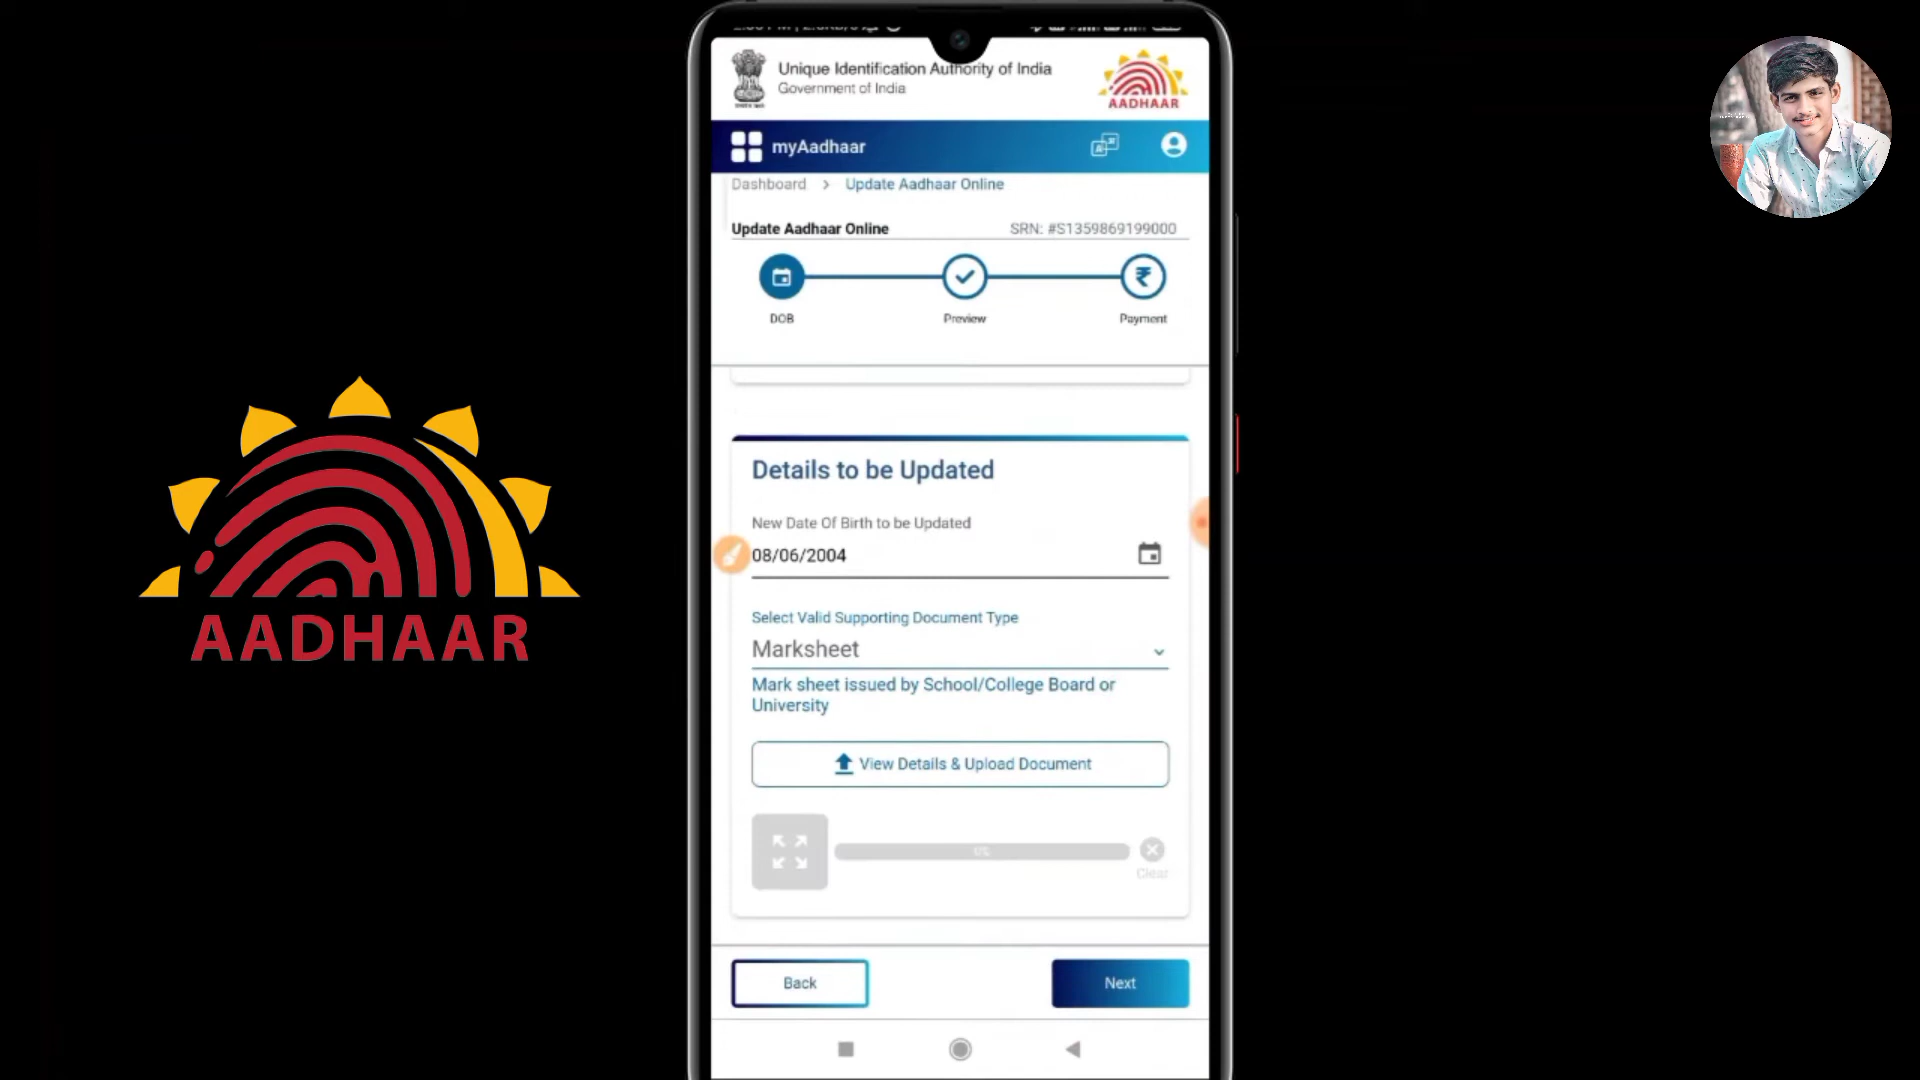 Unique Identification Authority of India
Government of India
AADHAAR
myAadhaar
Dashboard > Update Aadhaar Online
Update Aadhaar Online SRN: #S1359869199000
DOB Preview Payment
Details to be Updated
New Date Of Birth to be Updated
08/06/2004
Select Valid Supporting Document Type
Marksheet
Mark sheet issued by School/College Board or
University
View Details & Upload Document
Clear
Back Next
AADHAAR